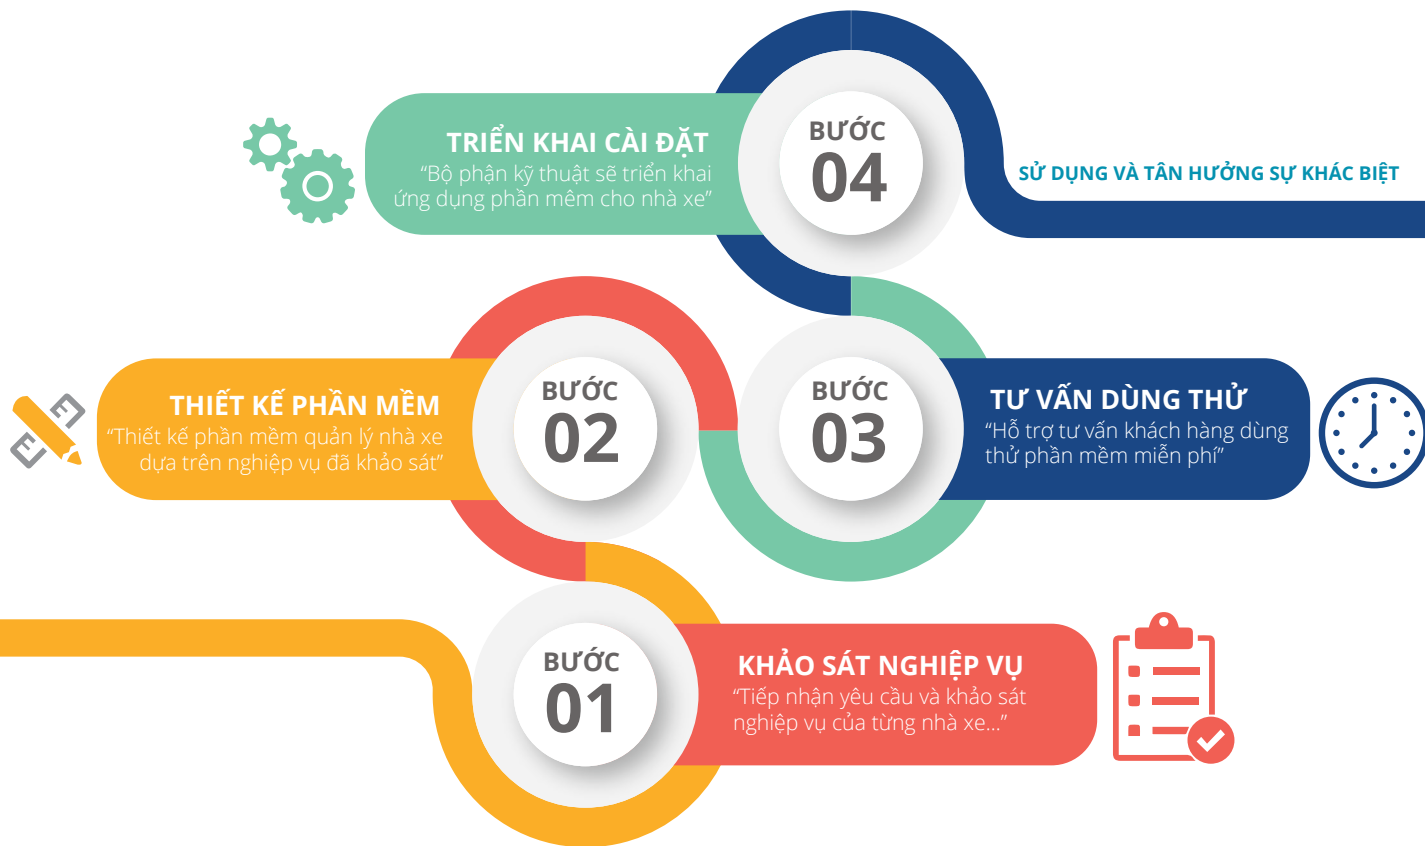 TRIỂN KHAI CÀI ĐẶT
“Bộ phận kỹ thuật sẽ triển khai
ứng dụng phần mêm cho nhà xe”
BƯỚC
04
SỬ DỤNG VÀ TÂN HƯỞNG SỰ KHÁC BIỆT
THIẾT KẾ PHẦN MỀM
“Thiết kế phần mềm quản lý nhà xe
dựa trên nghiệp vụ đã khảo sát”
BƯỚC
02
BƯỚC
03
TƯ VẤN DÙNG THỬ
“Hỗ trợ tư vấn khách hàng dùng
thử phần mềm miễn phí”
BƯỚC
01
KHẢO SÁT NGHIỆP VỤ
“Tiếp nhận yêu cầu và khảo sát
nghiệp vụ của từng nhà xe...”